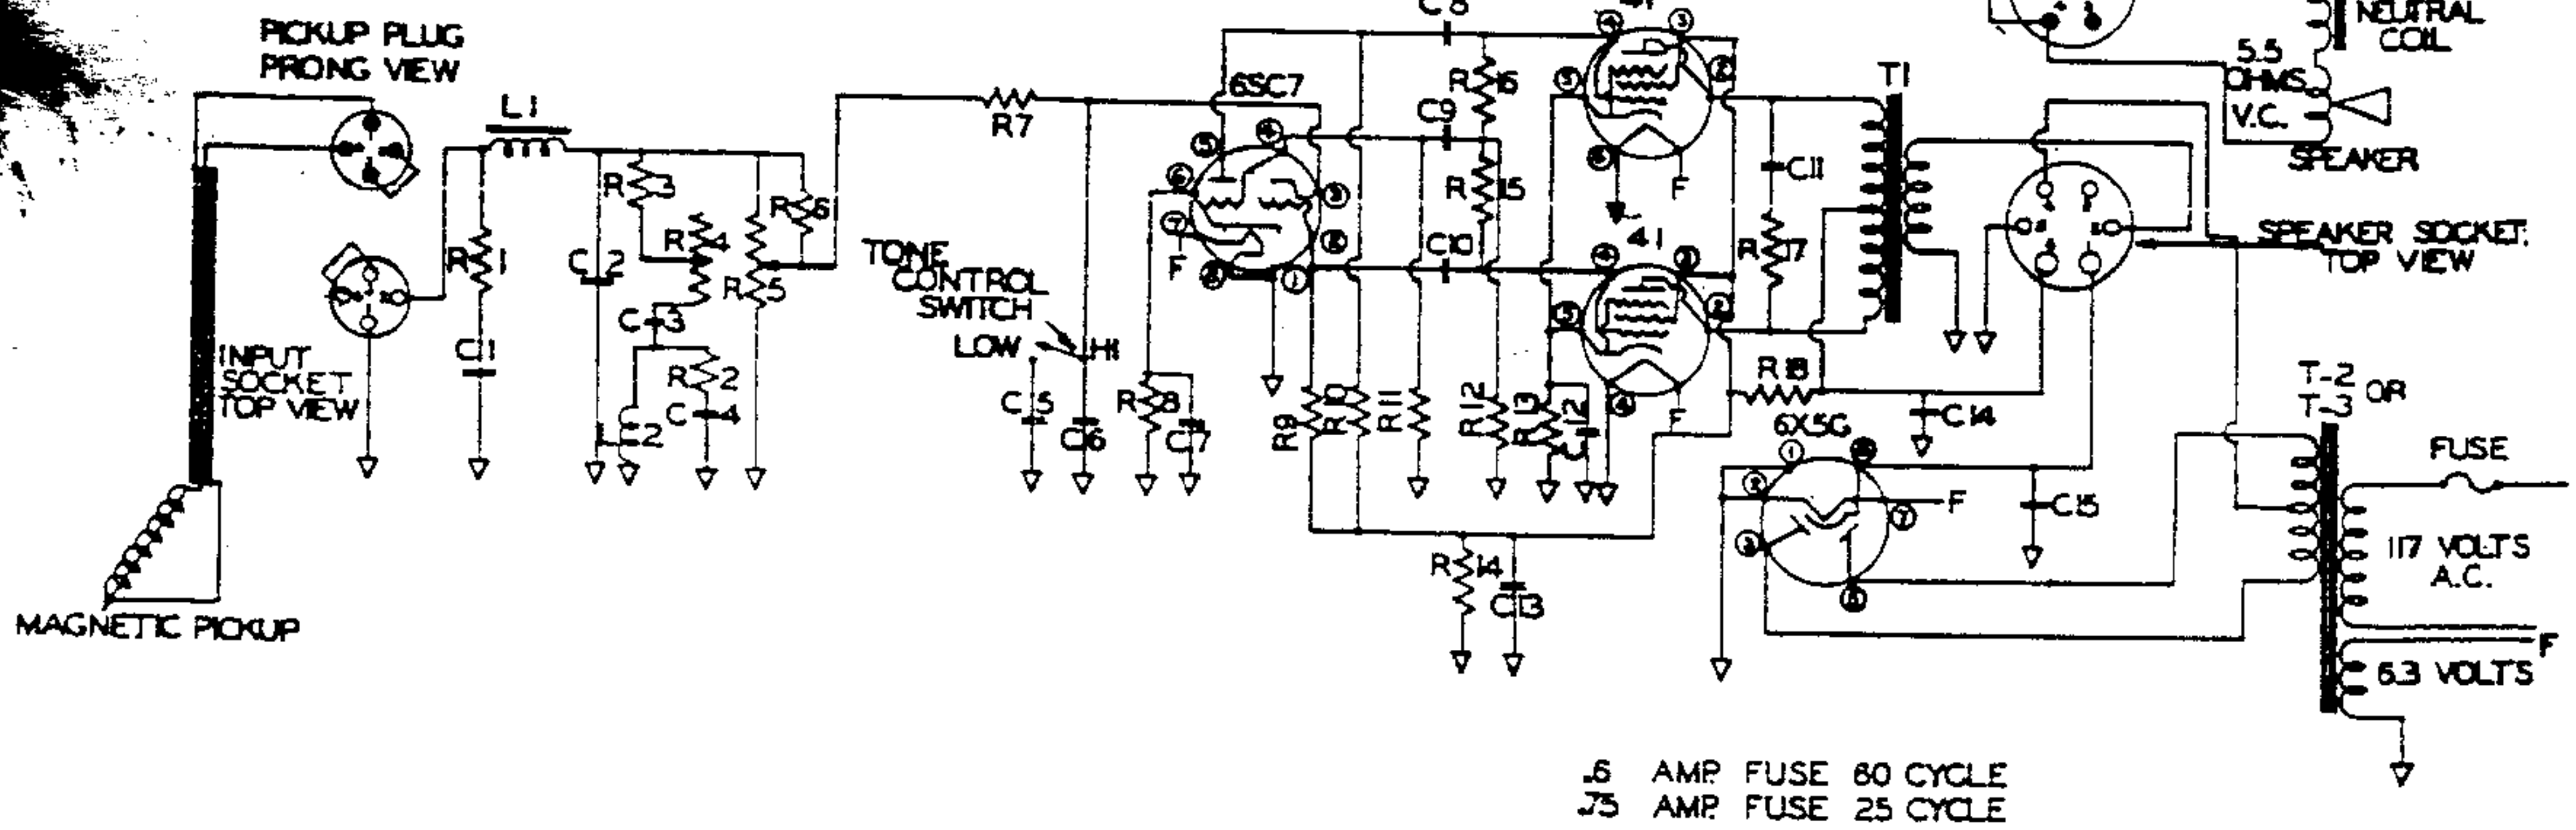 PICKUP PLUG
PRONG VIEW
L1
R1
C1
C2
R3
R4
C3
R2
C4
L2
R5
R6
INPUT
SOCKET
TOP VIEW
MAGNETIC PICKUP
R7
TONE
CONTROL
SWITCH
LOW
HI
C5
C6
R8
C7
6SC7
F
R9
R10
R11
R12
R13
C12
C8
C9
C10
R16
R15
R14
C13
41
F
41
F
C11
R17
T1
R18
C14
6X5G
F
C15
NEUTRAL
COIL
5.5
OHMS
V.C.
SPEAKER
SPEAKER SOCKET
TOP VIEW
T-2 OR
T-3
FUSE
117 VOLTS
A.C.
F
6.3 VOLTS
.6 AMP. FUSE 60 CYCLE
.75 AMP. FUSE 25 CYCLE